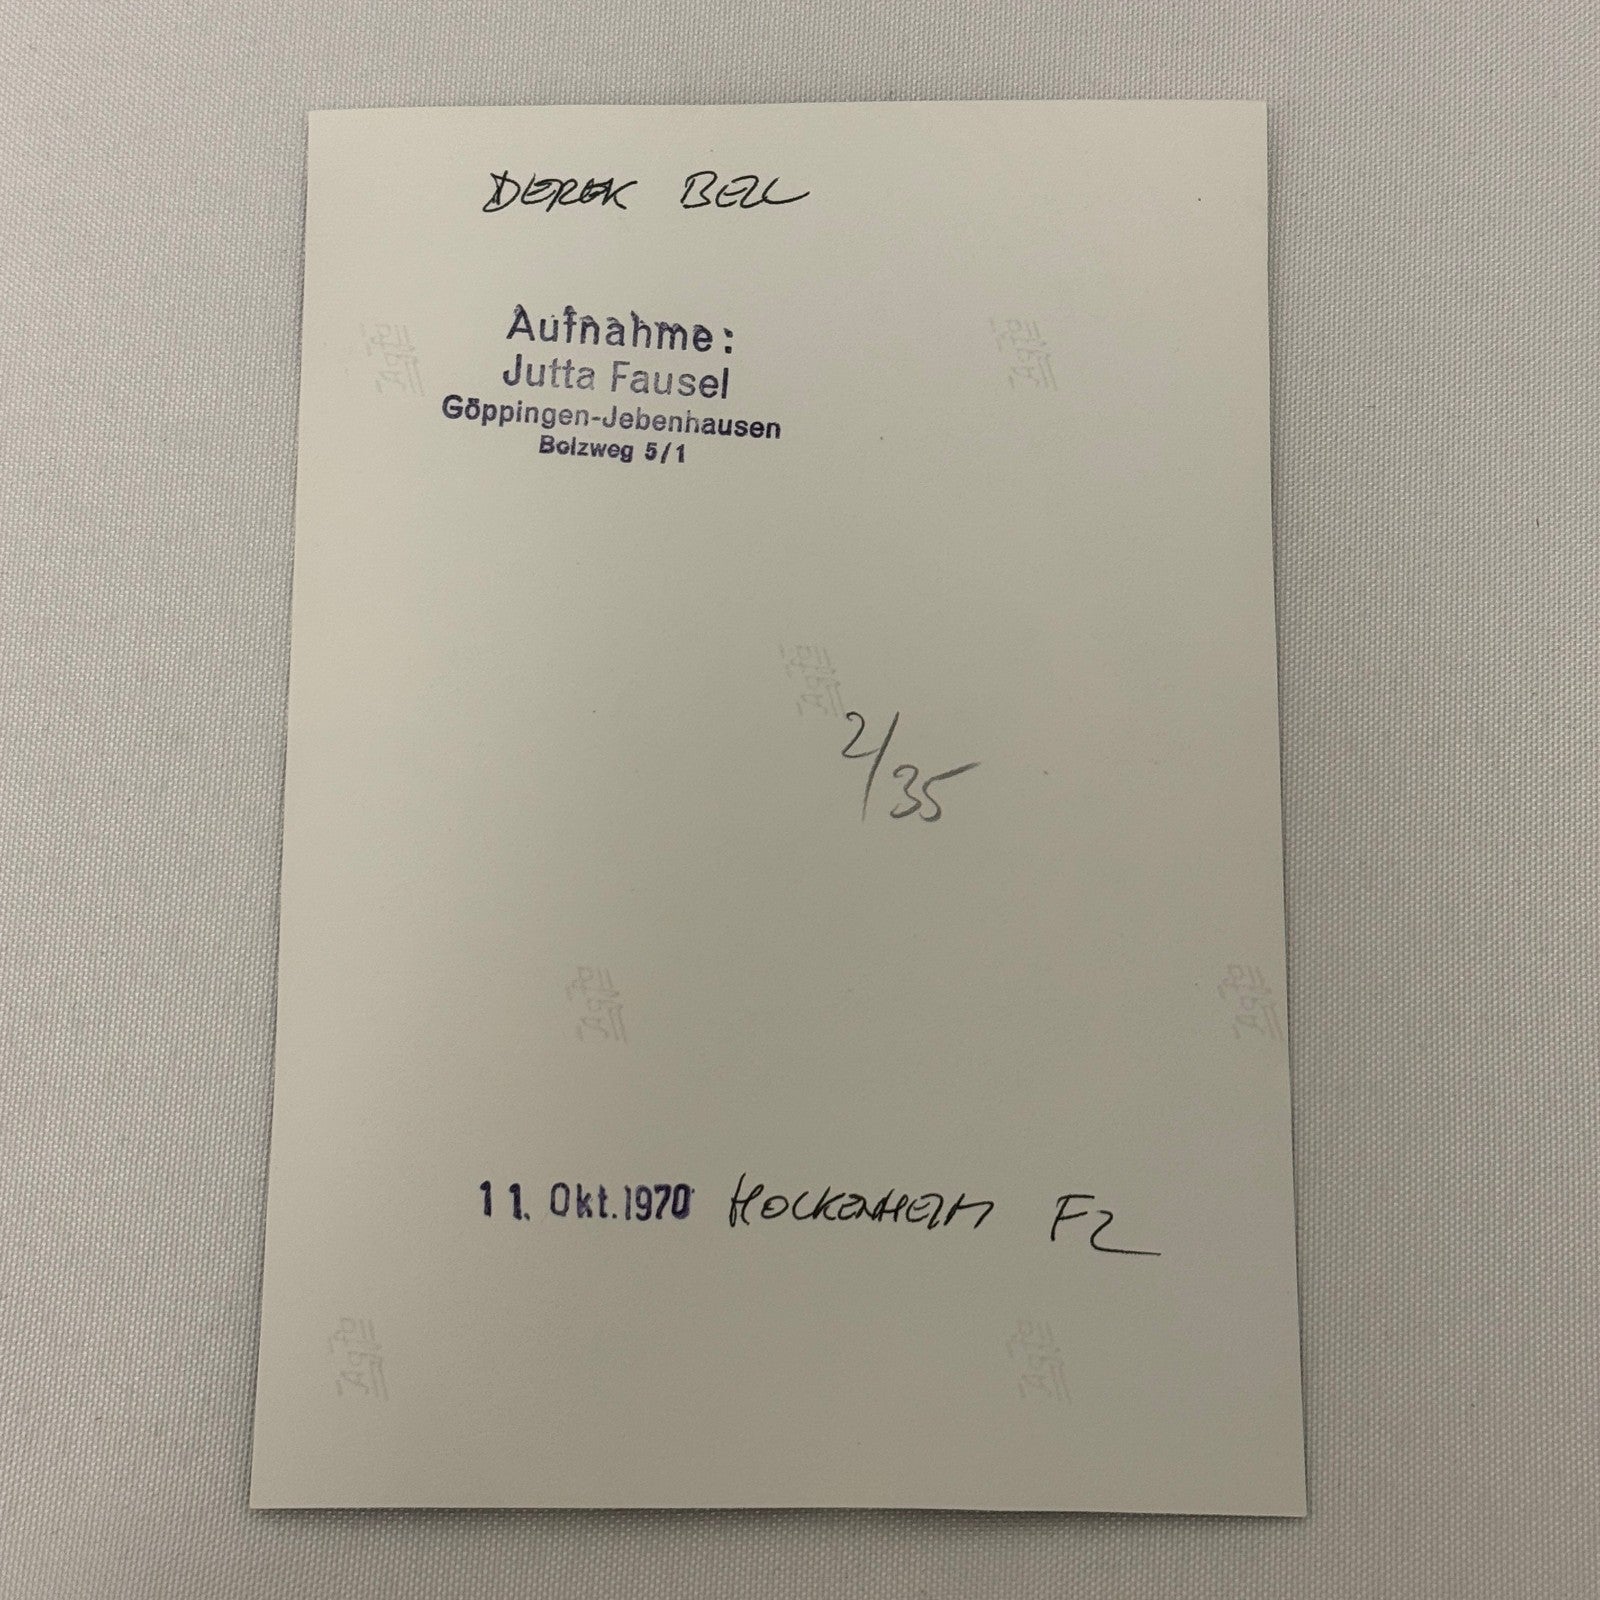 DEREK BELL
Aufnahme:
Jutta Fausel
Göppingen-Jebenhausen
Bolzweg 5/1
2/35
11. Okt. 1970 HOCKENHEIM F2